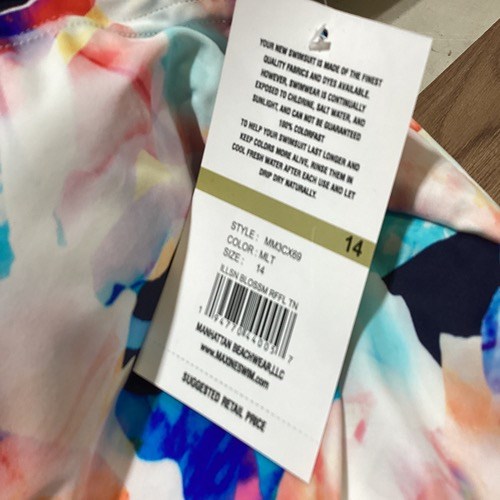 YOUR NEW SWIMSUIT IS MADE OF THE FINEST
QUALITY FABRICS AND DYES AVAILABLE.
HOWEVER, SWIMWEAR IS CONTINUALLY
EXPOSED TO CHLORINE, SALT WATER, AND
SUNLIGHT, AND CAN NOT BE GUARANTEED
100% COLORFAST
TO HELP YOUR SWIMSUIT LAST LONGER AND
KEEP COLORS MORE ALIVE, RINSE THEM IN
COOL FRESH WATER AFTER EACH USE AND LET
DRIP DRY NATURALLY.
14
STYLE: MM3CX69
COLOR: MLT
SIZE: 14
ILLSN BLOSSM RFFL TN
MANHATTAN BEACHWEAR,LLC
www.MAXINESWIM.com
SUGGESTED RETAIL PRICE